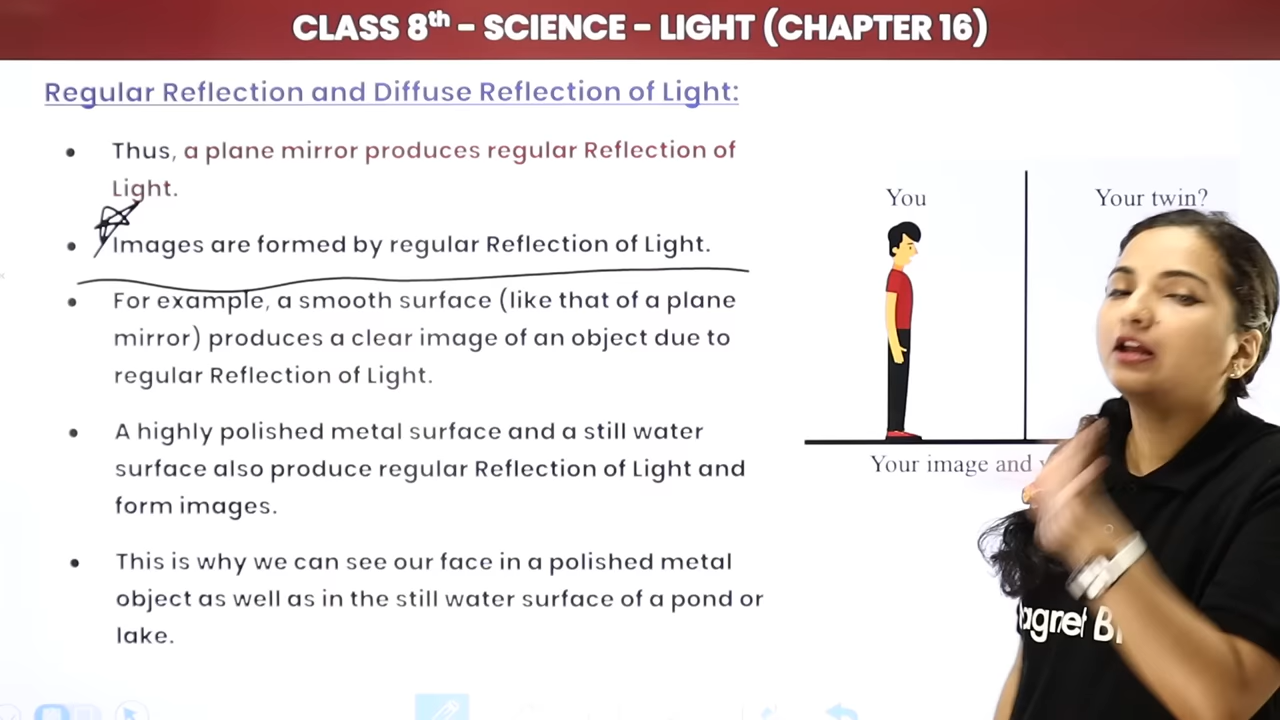 CLASS 8th - SCIENCE - LIGHT (CHAPTER 16)
Regular Reflection and Diffuse Reflection of Light:
• Thus, a plane mirror produces regular Reflection of
Light.
• Images are formed by regular Reflection of Light.
• For example, a smooth surface (like that of a plane
mirror) produces a clear image of an object due to
regular Reflection of Light.
• A highly polished metal surface and a still water
surface also produce regular Reflection of Light and
form images.
• This is why we can see our face in a polished metal
object as well as in the still water surface of a pond or
lake.
You
Your twin?
Your image and